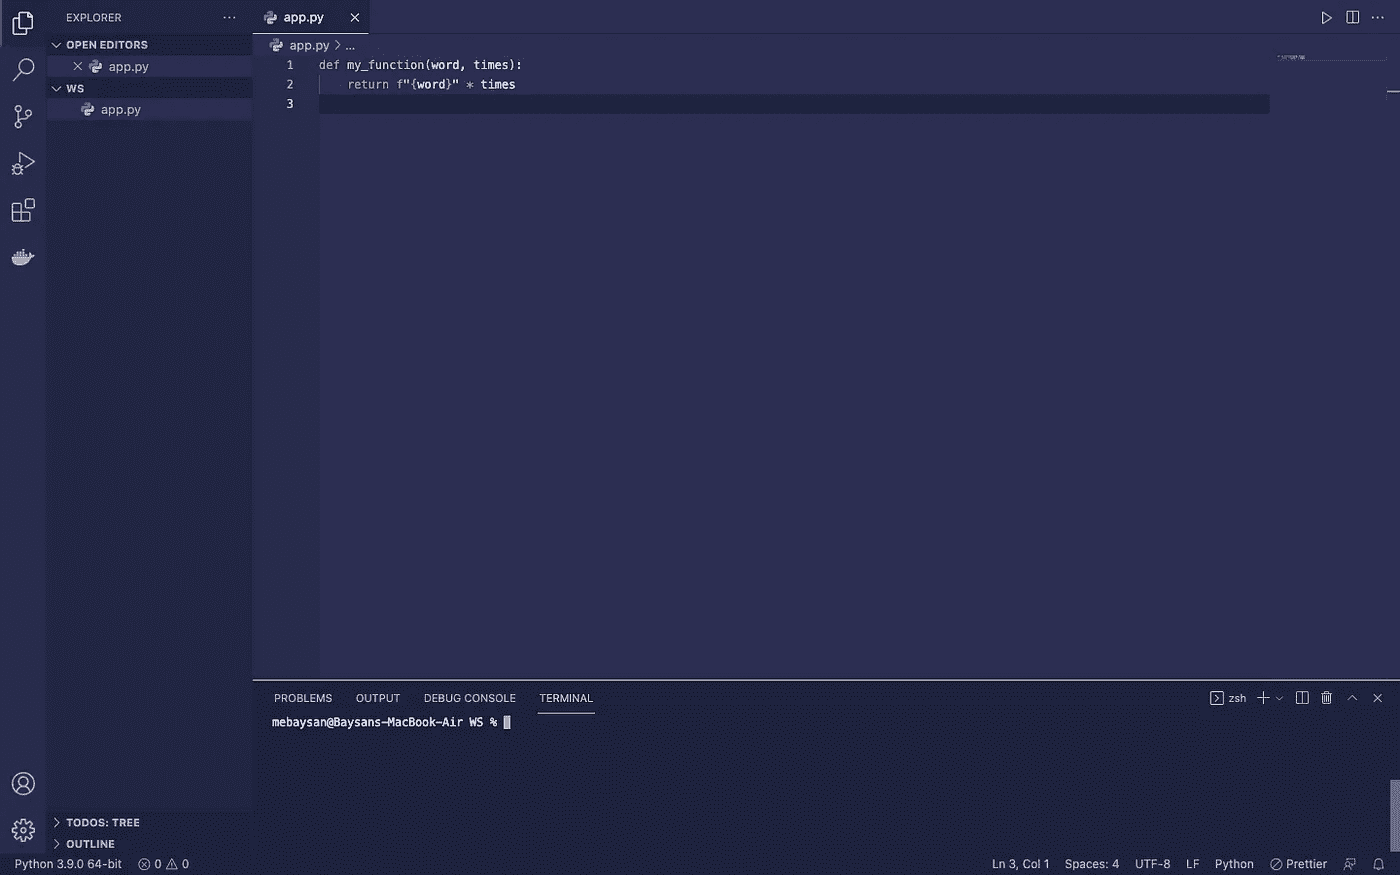 EXPLORER
OPEN EDITORS
app.py
WS
app.py
TODOS: TREE
OUTLINE
app.py
app.py > ...
1 def my_function(word, times):
2     return f"{word}" * times
3
PROBLEMS OUTPUT DEBUG CONSOLE TERMINAL zsh
mebaysan@Baysans-MacBook-Air WS %
Python 3.9.0 64-bit 0 0 Ln 3, Col 1 Spaces: 4 UTF-8 LF Python Prettier